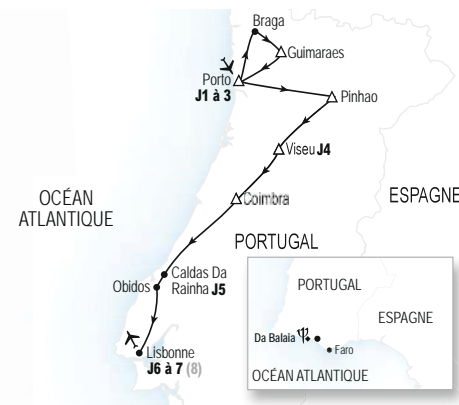 Braga
Guimaraes
Porto
J1 à 3
Pinhao
Viseu J4
Coimbra
OCÉAN
ATLANTIQUE
ESPAGNE
PORTUGAL
Caldas Da
Rainha J5
Obidos
Lisbonne
J6 à 7 (8)
PORTUGAL
ESPAGNE
Da Balaia
Faro
OCÉAN ATLANTIQUE